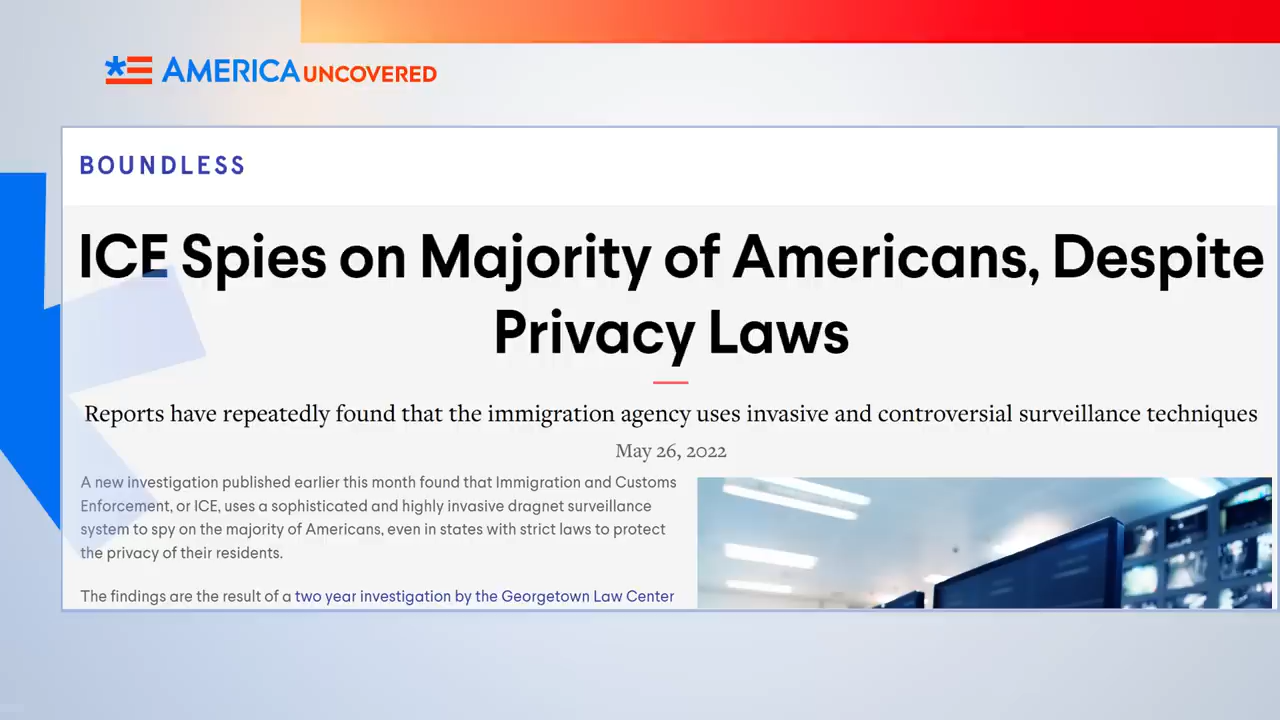 AMERICA UNCOVERED
BOUNDLESS
ICE Spies on Majority of Americans, Despite
Privacy Laws
Reports have repeatedly found that the immigration agency uses invasive and controversial surveillance techniques
May 26, 2022
A new investigation published earlier this month found that Immigration and Customs
Enforcement, or ICE, uses a sophisticated and highly invasive dragnet surveillance
system to spy on the majority of Americans, even in states with strict laws to protect
the privacy of their residents.
The findings are the result of a two year investigation by the Georgetown Law Center